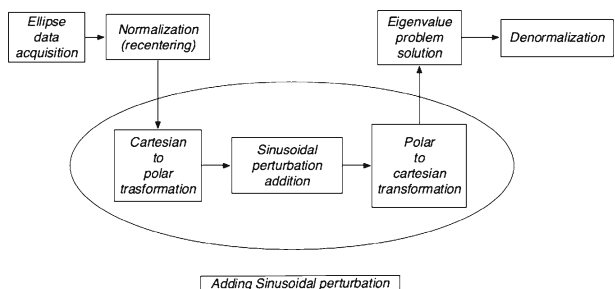 Ellipse
data
acquisition
Normalization
(recentering)
Eigenvalue
problem
solution
Denormalization
Cartesian
to
polar
trasformation
Sinusoidal
perturbation
addition
Polar
to
cartesian
transformation
Adding Sinusoidal perturbation